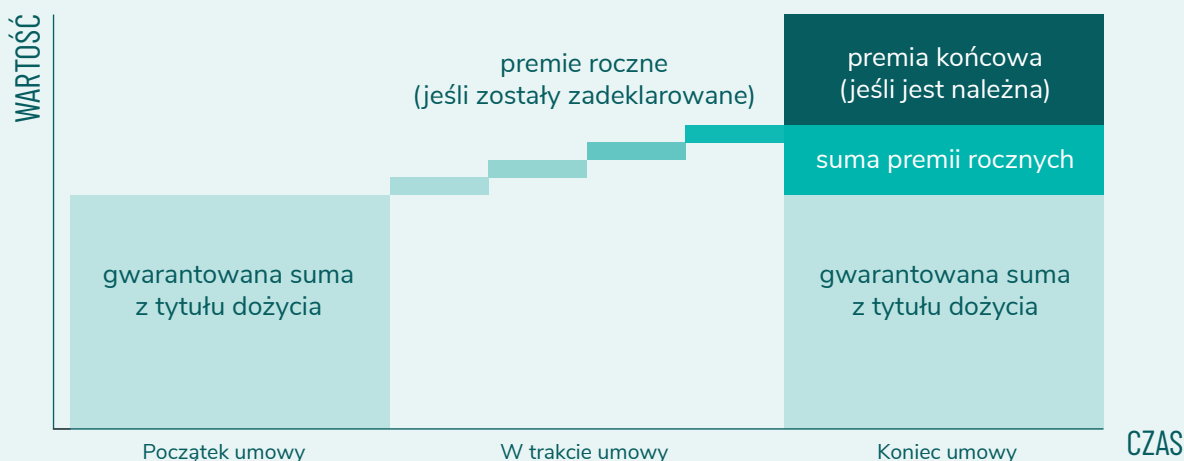 WARTOŚĆ
premie roczne
(jeśli zostały zadeklarowane)
premia końcowa
(jeśli jest należna)
suma premii rocznych
gwarantowana suma
z tytułu dożycia
gwarantowana suma
z tytułu dożycia
Początek umowy
W trakcie umowy
Koniec umowy
CZAS